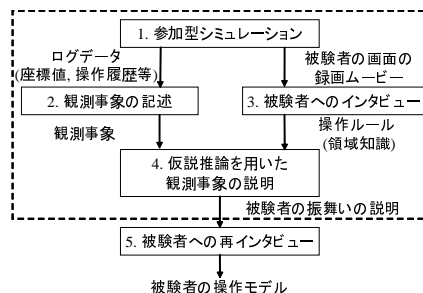 1. 参加型シミュレーション
ログデータ
(座標値, 操作履歴等)
被験者の画面の
録画ムービー
2. 観測事象の記述
3. 被験者へのインタビュー
観測事象
操作ルール
(領域知識)
4. 仮説推論を用いた
観測事象の説明
被験者の振舞いの説明
5. 被験者への再インタビュー
被験者の操作モデル